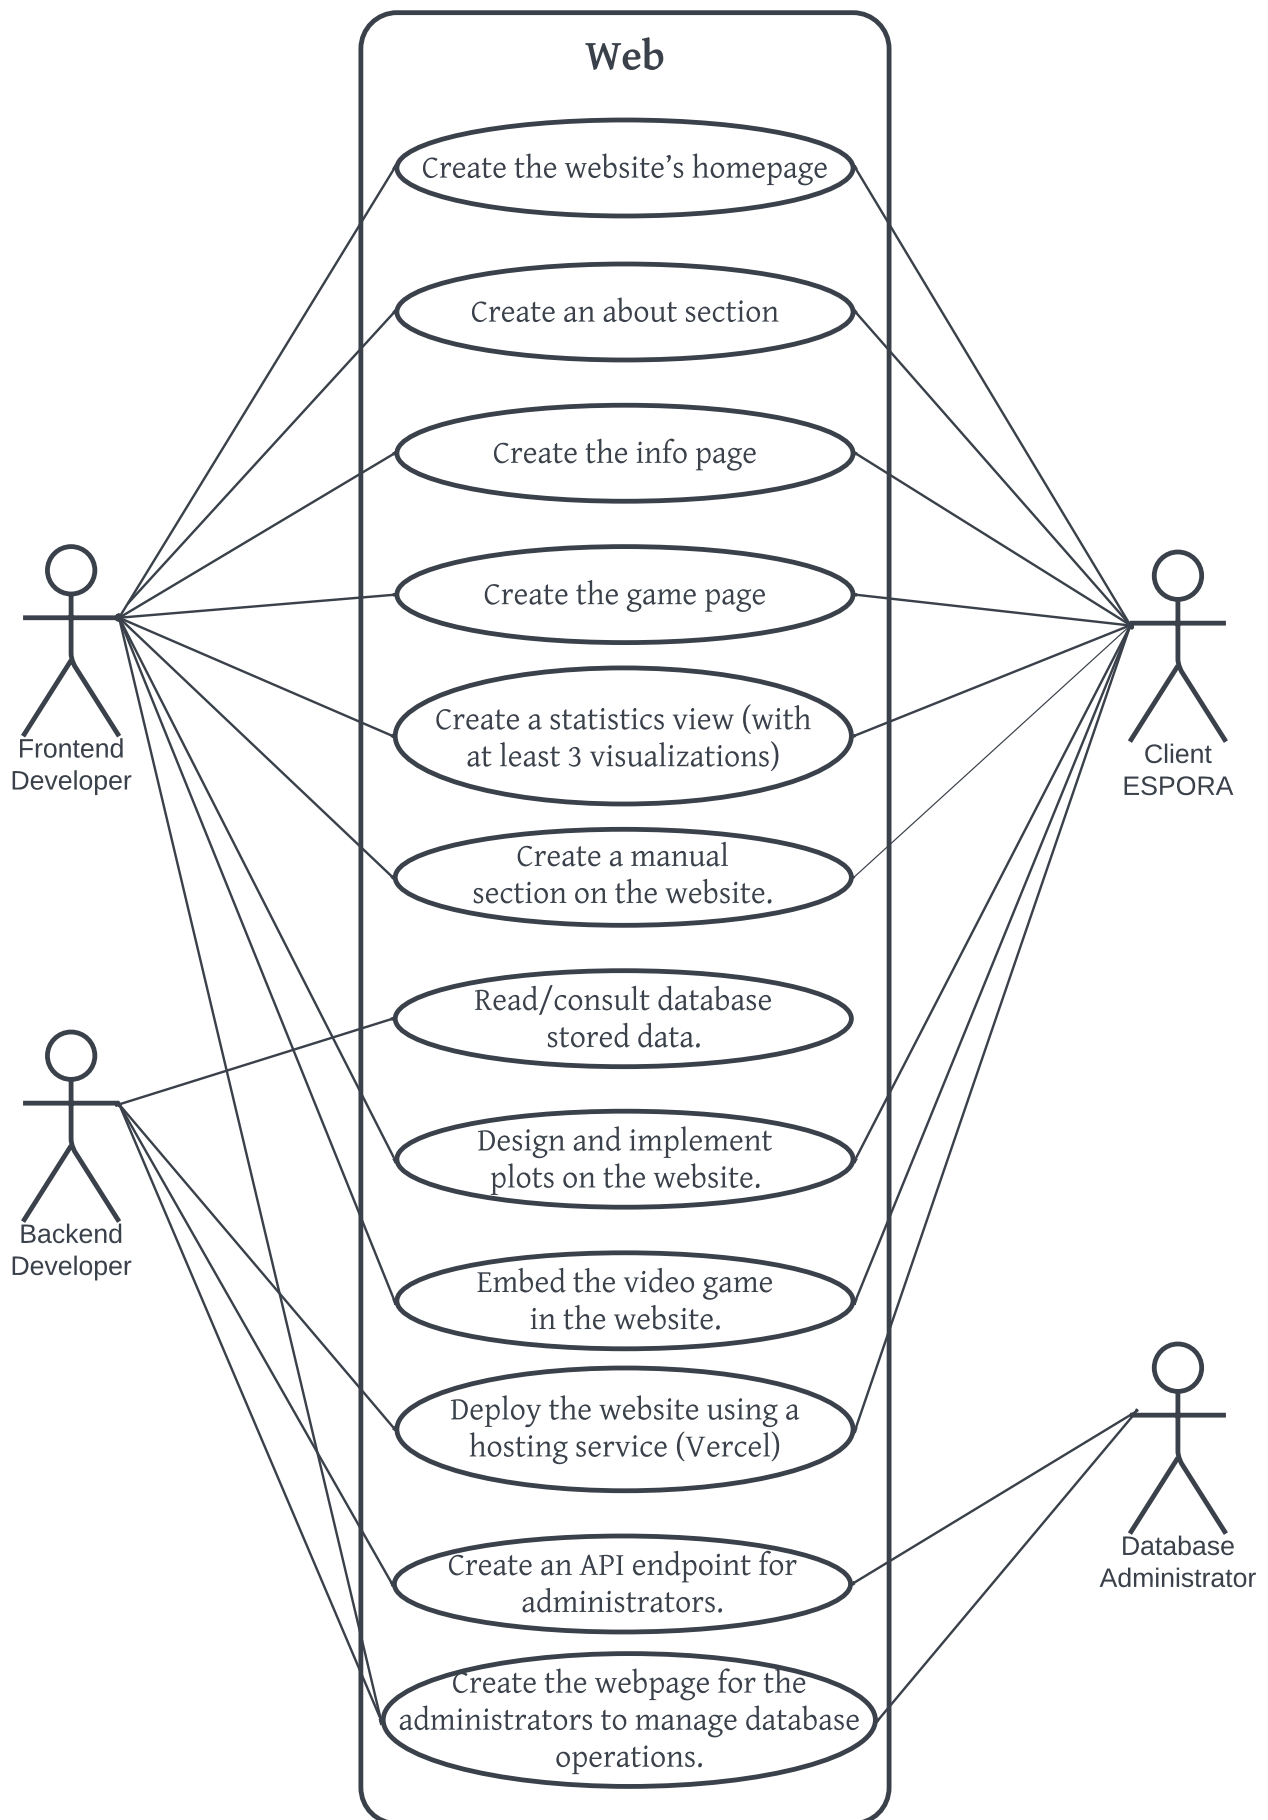 Web
Create the website’s homepage
Create an about section
Create the info page
Create the game page
Create a statistics view (with
at least 3 visualizations)
Create a manual
section on the website.
Read/consult database
stored data.
Design and implement
plots on the website.
Embed the video game
in the website.
Deploy the website using a
hosting service (Vercel)
Create an API endpoint for
administrators.
Create the webpage for the
administrators to manage database
operations.
Frontend
Developer
Backend
Developer
Client
ESPORA
Database
Administrator